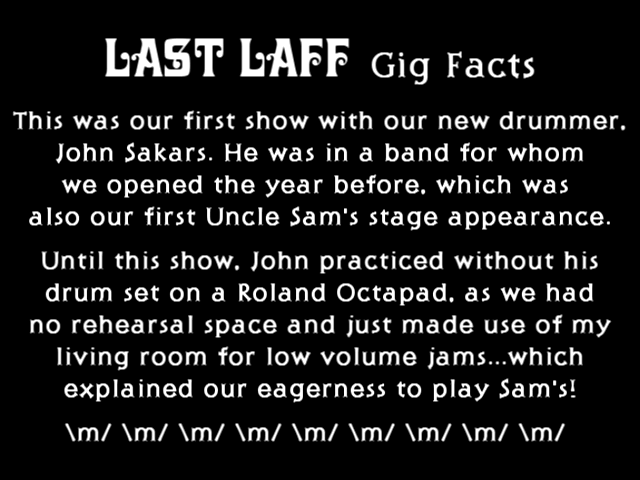 LAST LAFF Gig Facts
This was our first show with our new drummer,
John Sakars. He was in a band for whom
we opened the year before, which was
also our first Uncle Sam's stage appearance.
Until this show, John practiced without his
drum set on a Roland Octapad, as we had
no rehearsal space and just made use of my
living room for low volume jams...which
explained our eagerness to play Sam's!
\m/ \m/ \m/ \m/ \m/ \m/ \m/ \m/ \m/